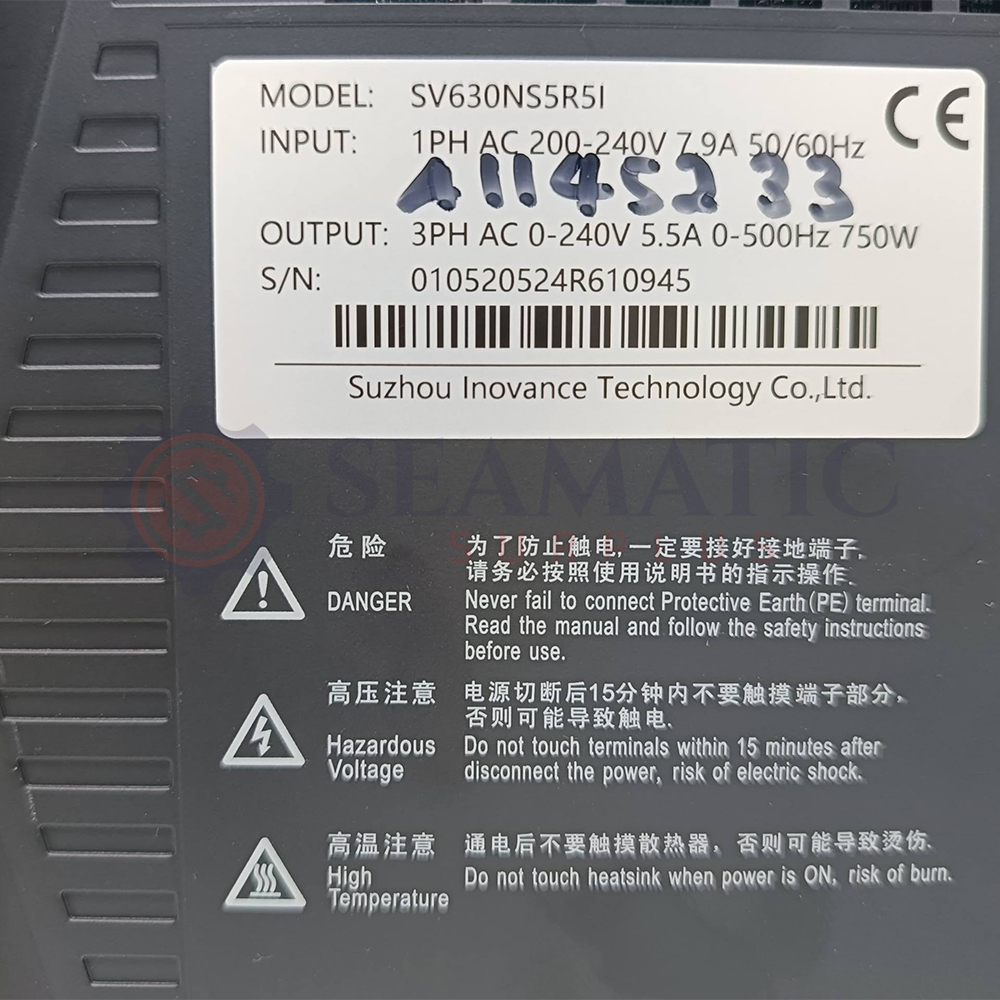 MODEL: SV630NS5R5I
INPUT: 1PH AC 200-240V 7.9A 50/60Hz
CE
A1145233
OUTPUT: 3PH AC 0-240V 5.5A 0-500Hz 750W
S/N: 010520524R610945
Suzhou Inovance Technology Co.,Ltd.
SEAMATIC
危险 为了防止触电,一定要接好接地端子.
请务必按照使用说明书的指示操作.
DANGER Never fail to connect Protective Earth(PE) terminal.
Read the manual and follow the safety instructions
before use.
高压注意 电源切断后15分钟内不要触摸端子部分,
否则可能导致触电.
Hazardous Do not touch terminals within 15 minutes after
Voltage disconnect the power, risk of electric shock.
高温注意 通电后不要触摸散热器, 否则可能导致烫伤.
High Do not touch heatsink when power is ON, risk of burn.
Temperature